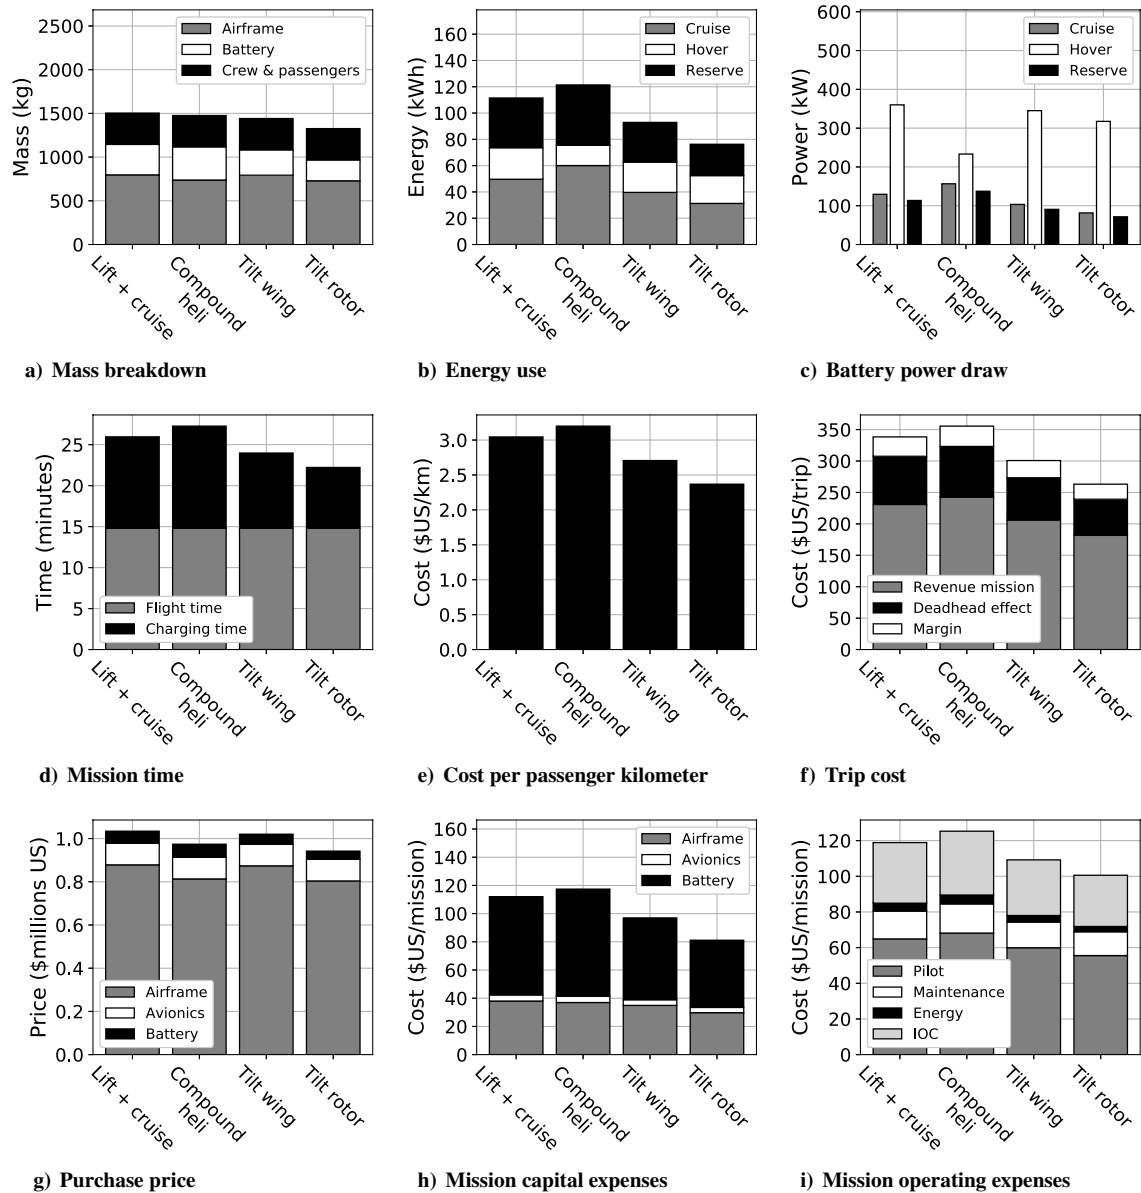 Mass (kg)
2500
2000
1500
1000
500
0
Airframe
Battery
Crew & passengers
Lift + cruise
Compound
heli
Tilt wing
Tilt rotor
a) Mass breakdown
Energy (kWh)
160
140
120
100
80
60
40
20
0
Cruise
Hover
Reserve
Lift + cruise
Compound
heli
Tilt wing
Tilt rotor
b) Energy use
Power (kW)
600
500
400
300
200
100
0
Cruise
Hover
Reserve
Lift + cruise
Compound
heli
Tilt wing
Tilt rotor
c) Battery power draw
Time (minutes)
25
20
15
10
5
0
Flight time
Charging time
Lift + cruise
Compound
heli
Tilt wing
Tilt rotor
d) Mission time
Cost ($US/km)
3.0
2.5
2.0
1.5
1.0
0.5
0.0
Lift + cruise
Compound
heli
Tilt wing
Tilt rotor
e) Cost per passenger kilometer
Cost ($US/trip)
350
300
250
200
150
100
50
0
Revenue mission
Deadhead effect
Margin
Lift + cruise
Compound
heli
Tilt wing
Tilt rotor
f) Trip cost
Price ($millions US)
1.0
0.8
0.6
0.4
0.2
0.0
Airframe
Avionics
Battery
Lift + cruise
Compound
heli
Tilt wing
Tilt rotor
g) Purchase price
Cost ($US/mission)
160
140
120
100
80
60
40
20
0
Airframe
Avionics
Battery
Lift + cruise
Compound
heli
Tilt wing
Tilt rotor
h) Mission capital expenses
Cost ($US/mission)
120
100
80
60
40
20
0
Pilot
Maintenance
Energy
IOC
Lift + cruise
Compound
heli
Tilt wing
Tilt rotor
i) Mission operating expenses